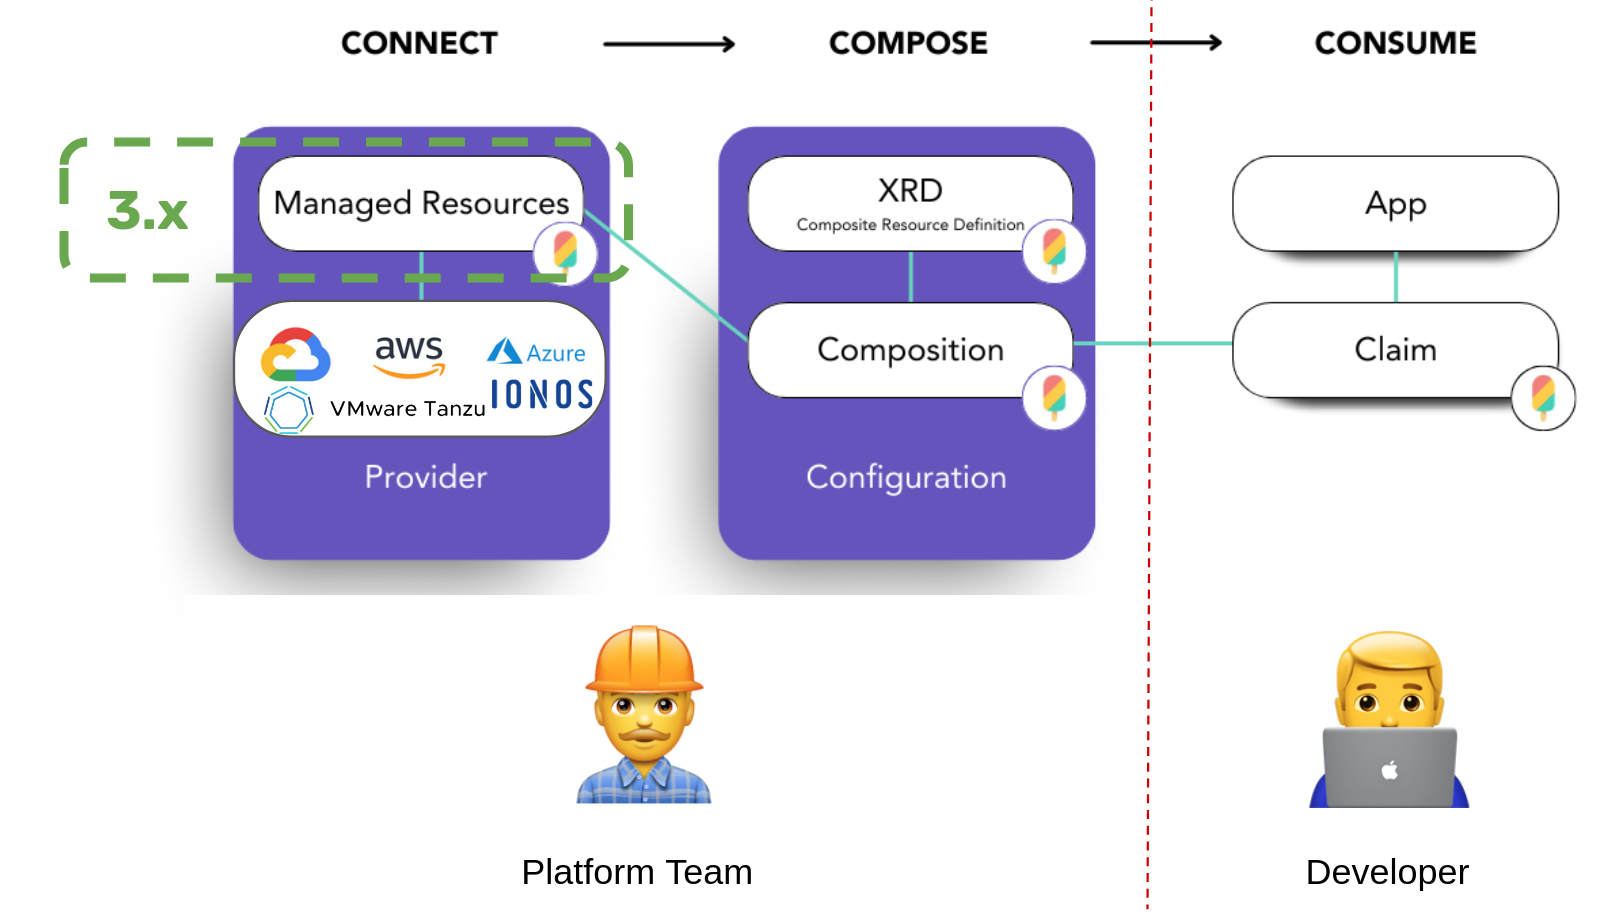 CONNECT
COMPOSE
CONSUME
3.x
Managed Resources
aws
Azure
VMware Tanzu
IONOS
Provider
XRD
Composite Resource Definition
Composition
Configuration
App
Claim
Platform Team
Developer